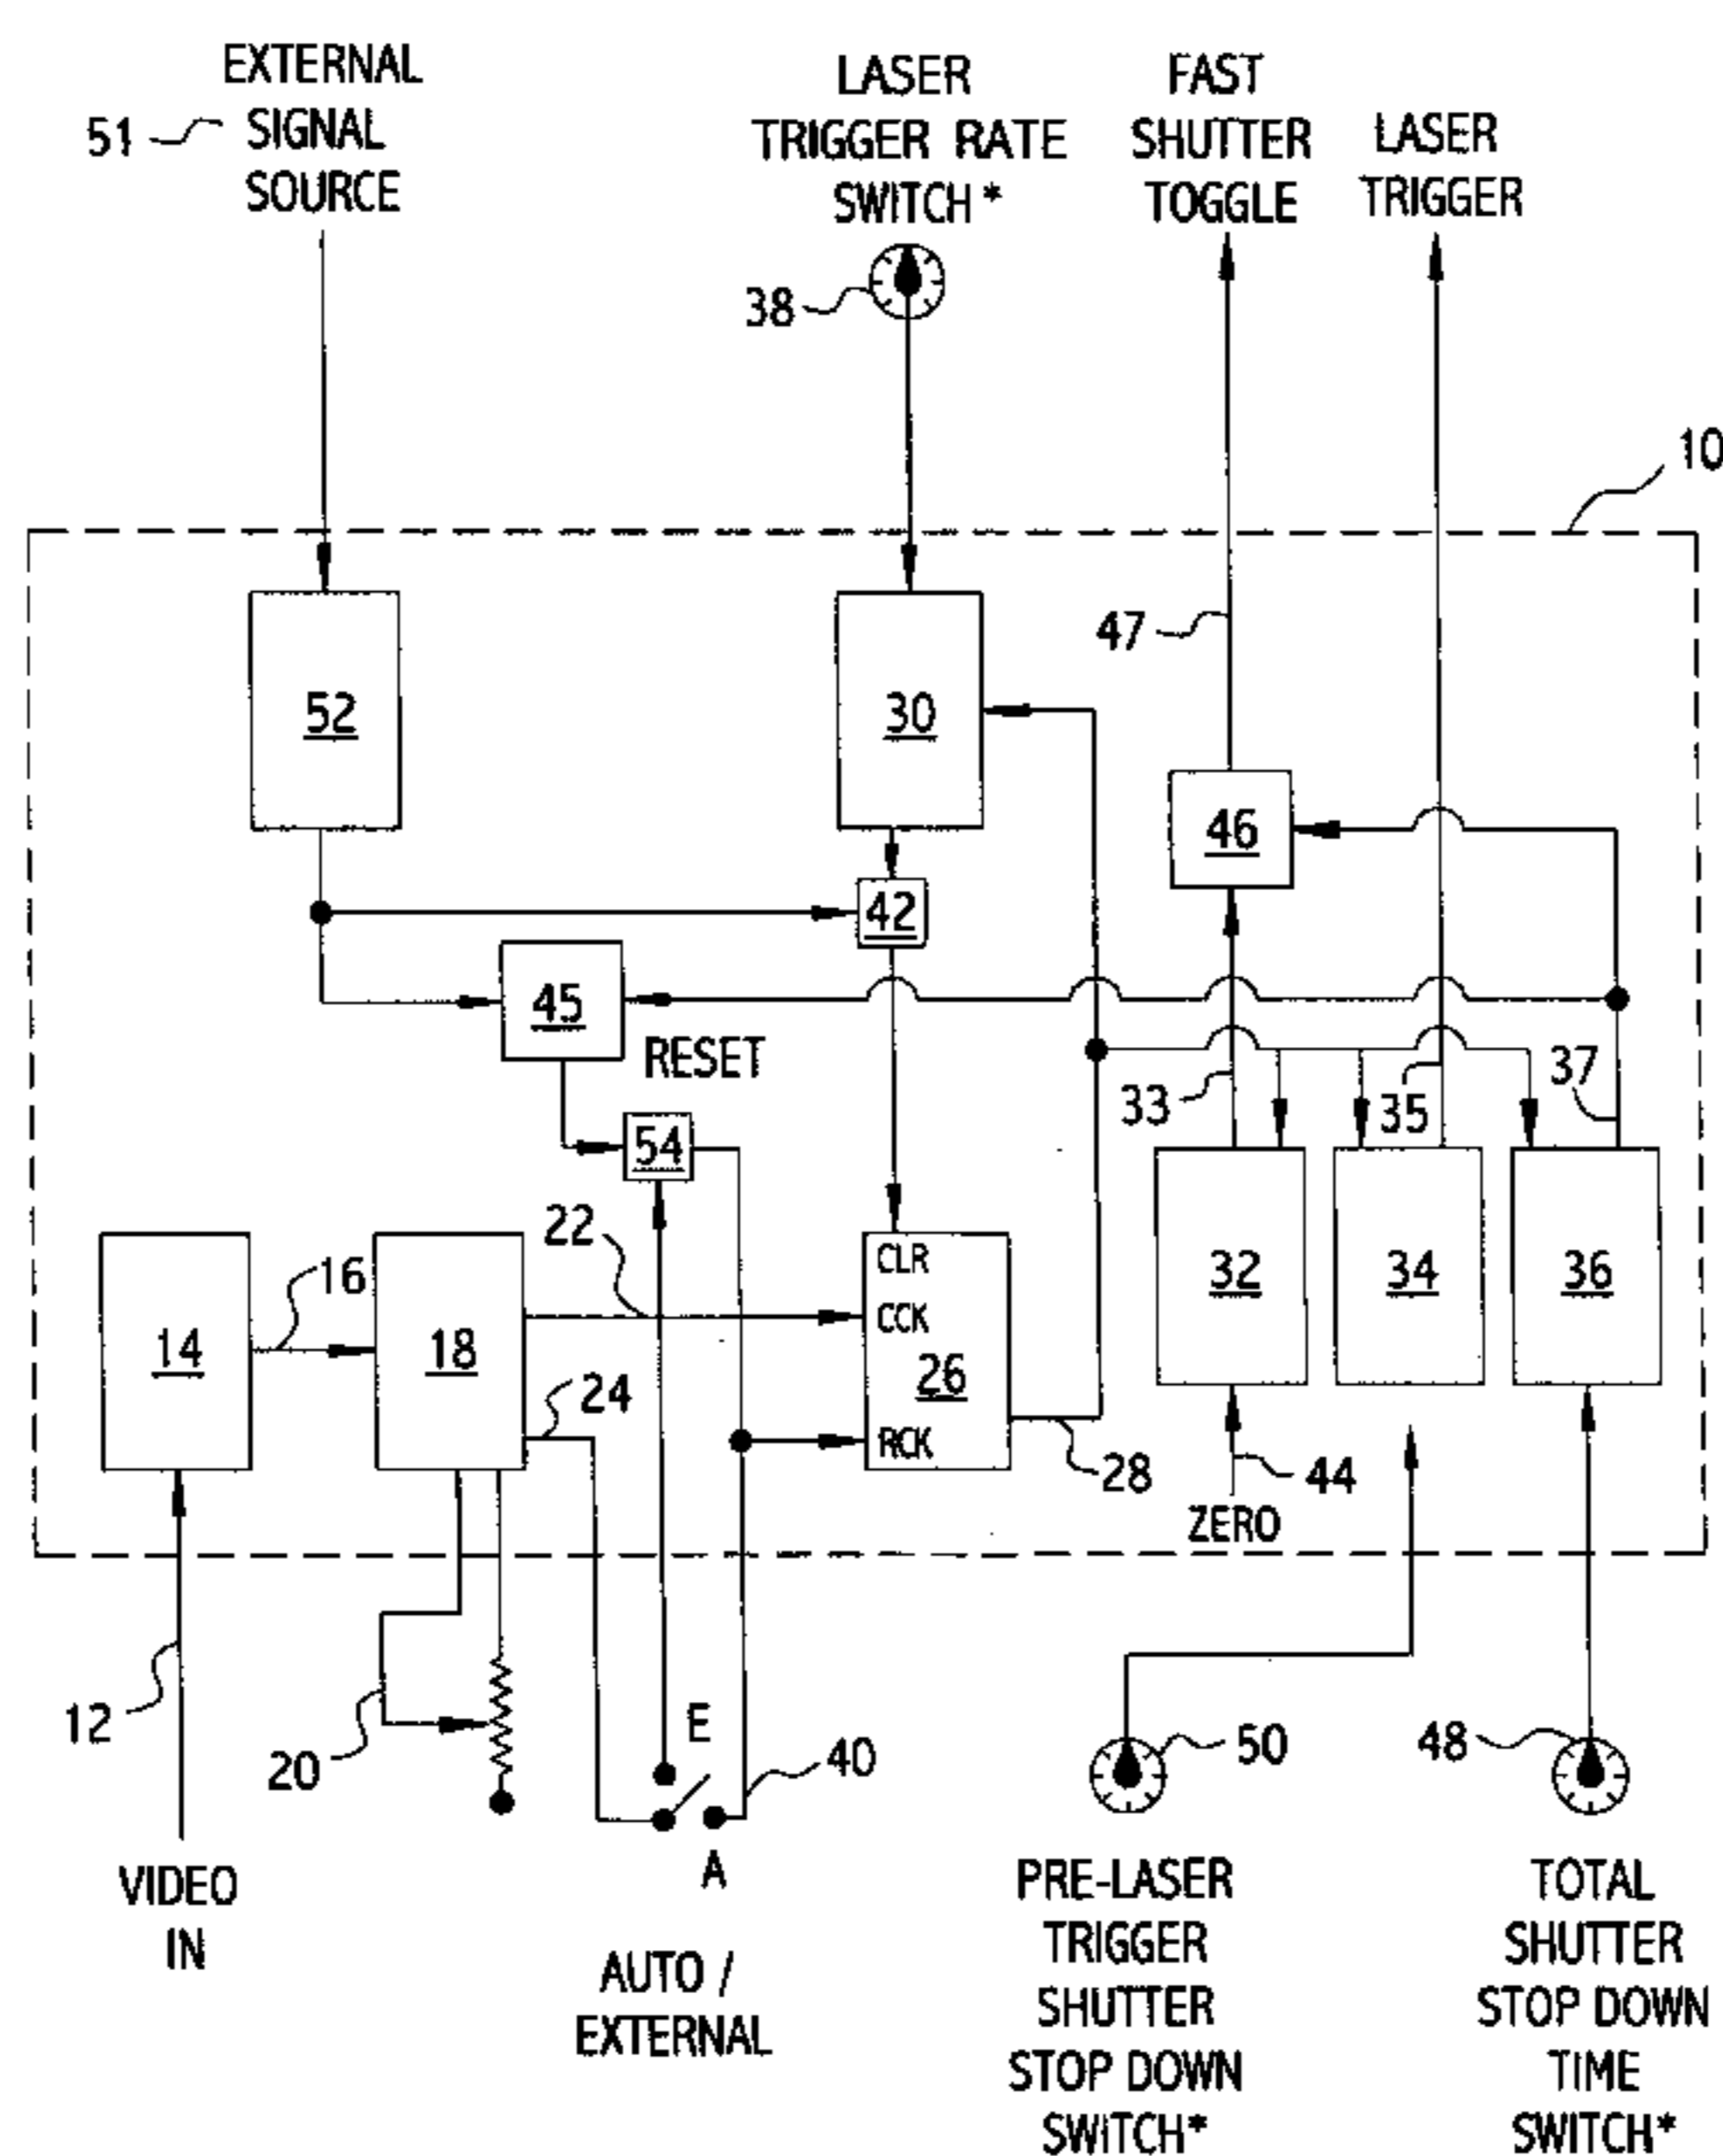 EXTERNAL
SIGNAL
SOURCE
51
LASER
TRIGGER RATE
SWITCH*
38
FAST
SHUTTER
TOGGLE
LASER
TRIGGER
10
52
30
47
46
42
45
RESET
54
33
35
37
22
16
14
18
24
CLR
CCK
26
RCK
28
32
34
36
44
ZERO
12
20
E
40
A
50
48
VIDEO
IN
AUTO /
EXTERNAL
PRE-LASER
TRIGGER
SHUTTER
STOP DOWN
SWITCH*
TOTAL
SHUTTER
STOP DOWN
TIME
SWITCH*